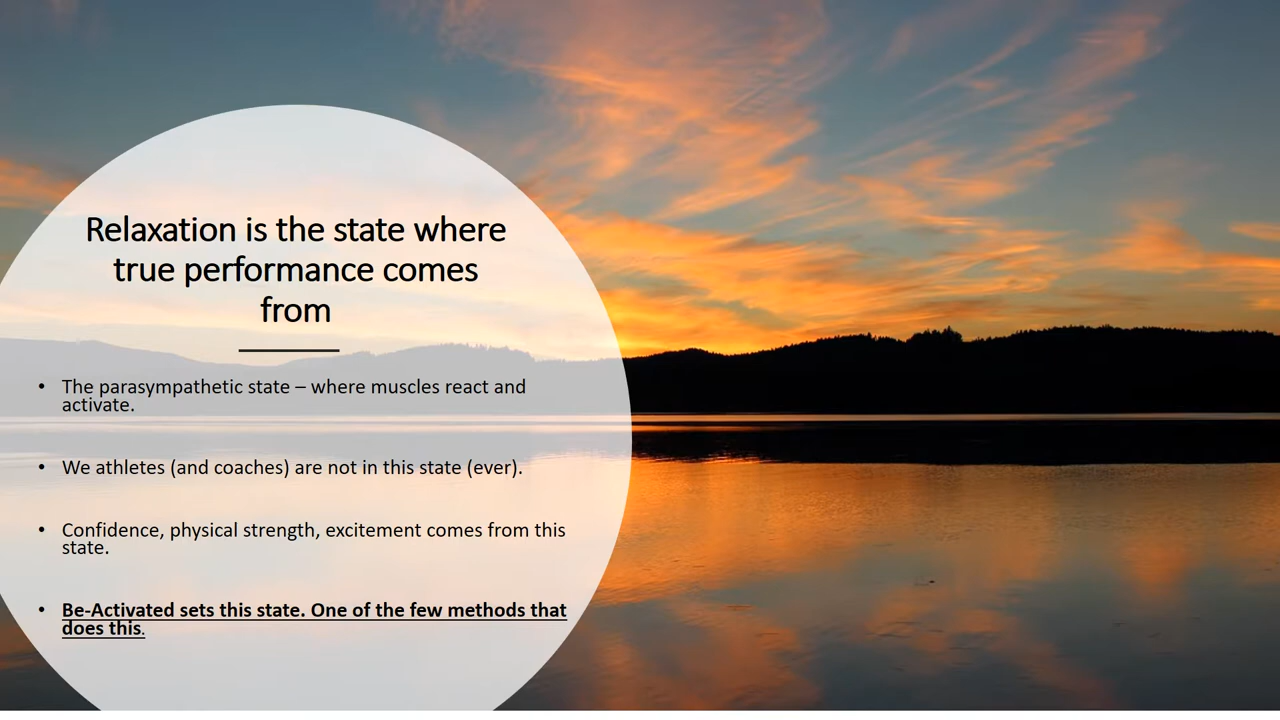 Relaxation is the state where
true performance comes
from
• The parasympathetic state – where muscles react and
activate.
• We athletes (and coaches) are not in this state (ever).
• Confidence, physical strength, excitement comes from this
state.
• Be-Activated sets this state. One of the few methods that
does this.